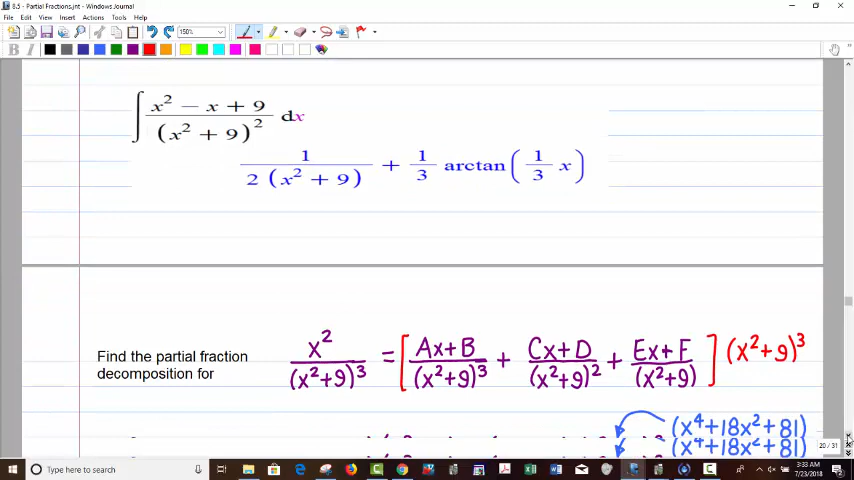 8.5 - Partial Fractions.jnt - Windows Journal
File Edit View Insert Actions Tools Help
150%
B I
∫ (x² − x + 9)/(x² + 9)² dx
1/(2 (x² + 9)) + 1/3 arctan(1/3 x)
Find the partial fraction
decomposition for
x²/(x²+9)³ = [(Ax+B)/(x²+9)³ + (Cx+D)/(x²+9)² + (Ex+F)/(x²+9)] (x²+9)³
(x⁴+18x²+81)
(x⁴+18x²+81)
20 / 31
Type here to search
3:33 AM
7/23/2018